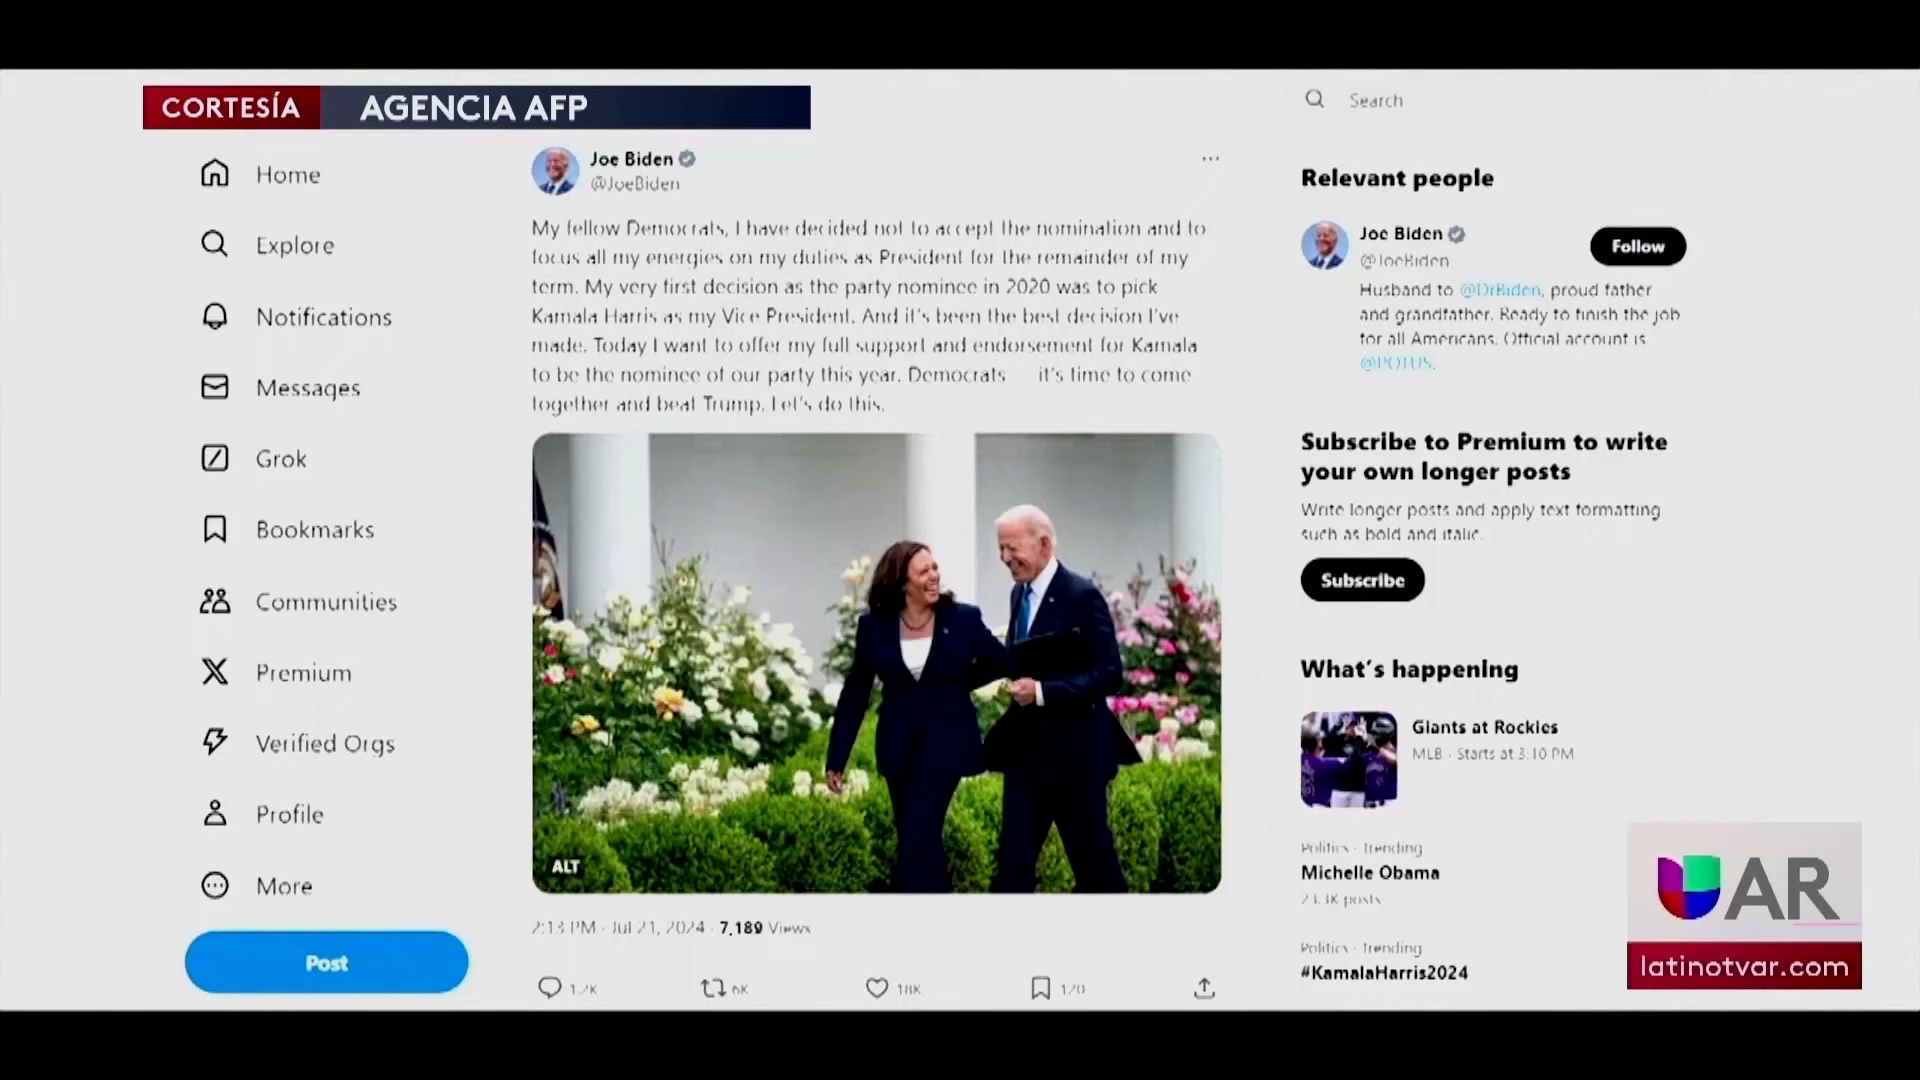 CORTESÍA AGENCIA AFP
Home
Explore
Notifications
Messages
Grok
Bookmarks
Communities
Premium
Verified Orgs
Profile
More
Post
Joe Biden
@JoeBiden
My fellow Democrats, I have decided not to accept the nomination and to
focus all my energies on my duties as President for the remainder of my
term. My very first decision as the party nominee in 2020 was to pick
Kamala Harris as my Vice President. And it's been the best decision I've
made. Today I want to offer my full support and endorsement for Kamala
to be the nominee of our party this year. Democrats it's time to come
together and beat Trump. Let's do this.
ALT
2:13 PM · Jul 21, 2024 · 7,189 Views
1.2K 6K 18K 120
Search
Relevant people
Joe Biden
@JoeBiden
Follow
Husband to @DrBiden, proud father
and grandfather. Ready to finish the job
for all Americans. Official account is
@POTUS.
Subscribe to Premium to write
your own longer posts
Write longer posts and apply text formatting
such as bold and italic.
Subscribe
What's happening
Giants at Rockies
MLB · Starts at 3:10 PM
Politics · Trending
Michelle Obama
23.3K posts
Politics · Trending
#KamalaHarris2024
AR
latinotvar.com